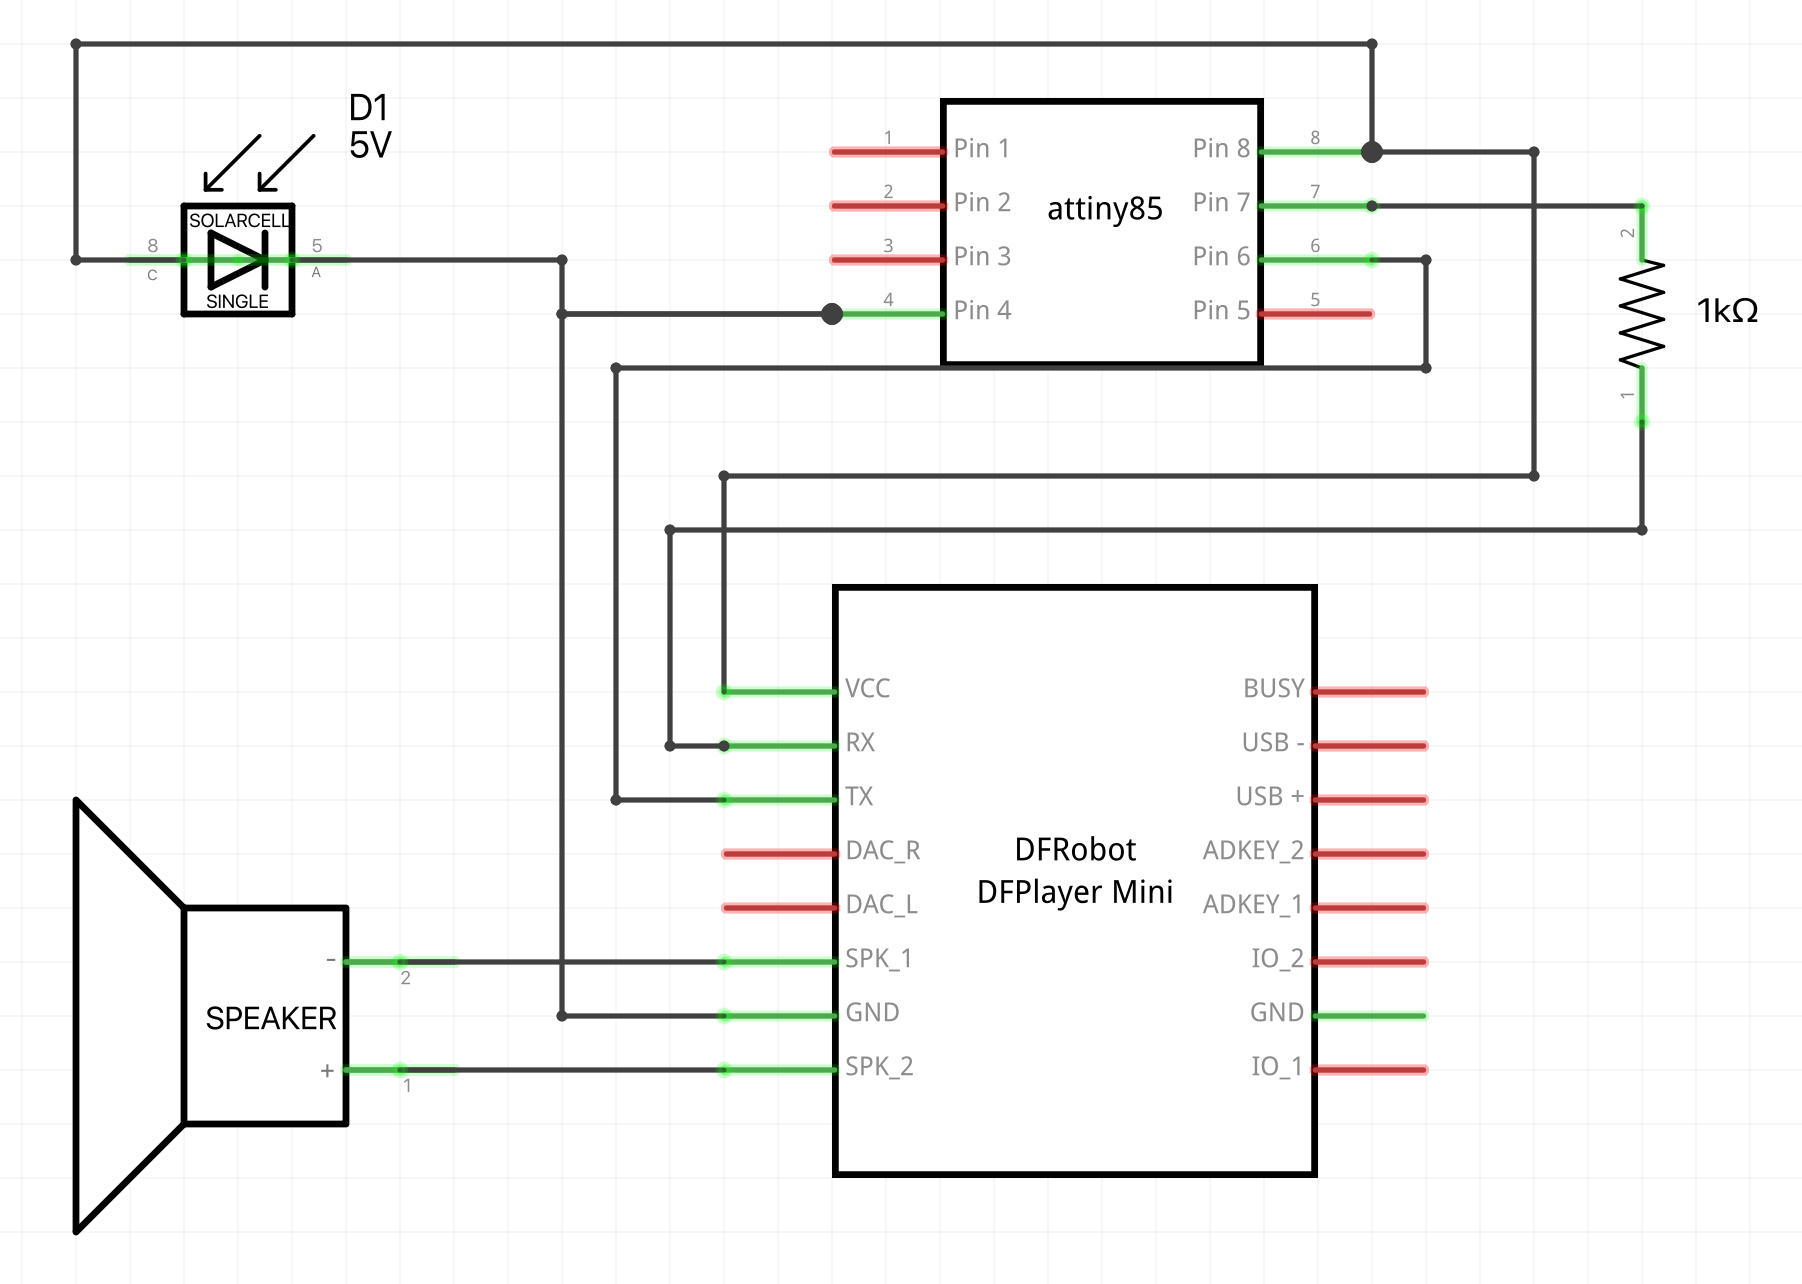 D1
5V
SOLARCELL
8
C
5
A
SINGLE
1
2
3
4
Pin 1
Pin 2
Pin 3
Pin 4
attiny85
Pin 8
Pin 7
Pin 6
Pin 5
8
7
6
5
2
1
1kΩ
VCC
RX
TX
DAC_R
DAC_L
SPK_1
GND
SPK_2
DFRobot
DFPlayer Mini
BUSY
USB -
USB +
ADKEY_2
ADKEY_1
IO_2
GND
IO_1
-
2
SPEAKER
+
1